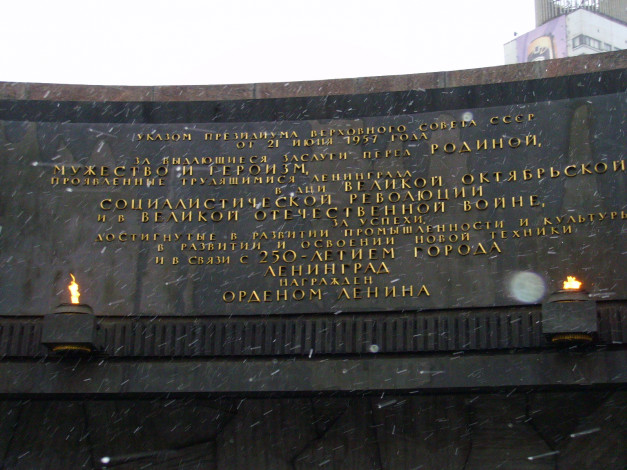 УКАЗОМ ПРЕЗИДИУМА ВЕРХОВНОГО СОВЕТА СССР
ОТ 21 ИЮНЯ 1957 ГОДА
ЗА ВЫДАЮЩИЕСЯ ЗАСЛУГИ ПЕРЕД РОДИНОЙ,
МУЖЕСТВО И ГЕРОИЗМ,
ПРОЯВЛЕННЫЕ ТРУДЯЩИМИСЯ ЛЕНИНГРАДА
В ДНИ ВЕЛИКОЙ ОКТЯБРЬСКОЙ
СОЦИАЛИСТИЧЕСКОЙ РЕВОЛЮЦИИ
И В ВЕЛИКОЙ ОТЕЧЕСТВЕННОЙ ВОЙНЕ,
ЗА УСПЕХИ,
ДОСТИГНУТЫЕ В РАЗВИТИИ ПРОМЫШЛЕННОСТИ И КУЛЬТУРЫ
В РАЗВИТИИ И ОСВОЕНИИ НОВОЙ ТЕХНИКИ
И В СВЯЗИ С 250-ЛЕТИЕМ ГОРОДА
ЛЕНИНГРАД
НАГРАЖДЕН
ОРДЕНОМ ЛЕНИНА